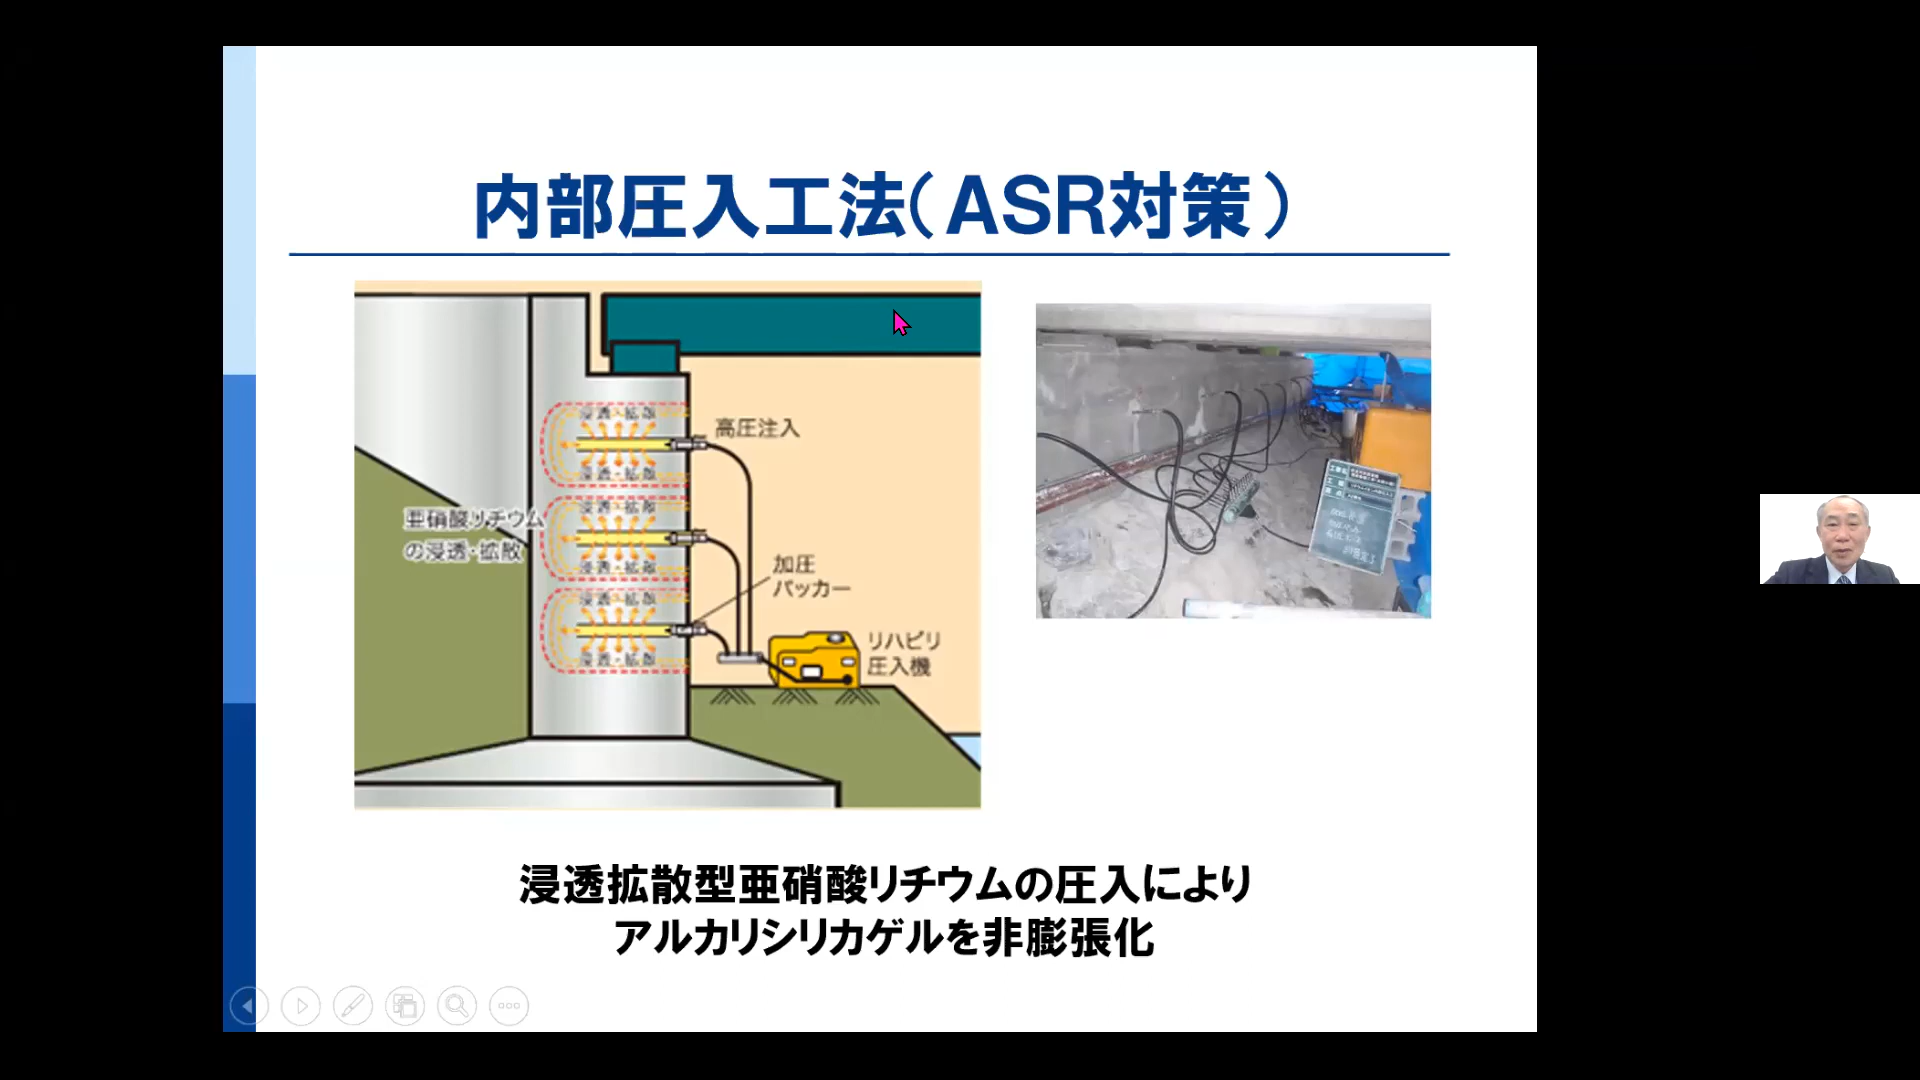 内部圧入工法（ASR対策）
浸透・拡散
高圧注入
浸透・拡散
浸透・拡散
亜硝酸リチウム
の浸透・拡散
浸透・拡散
加圧
パッカー
浸透・拡散
浸透・拡散
リハビリ
圧入機
浸透拡散型亜硝酸リチウムの圧入により
アルカリシリカゲルを非膨張化